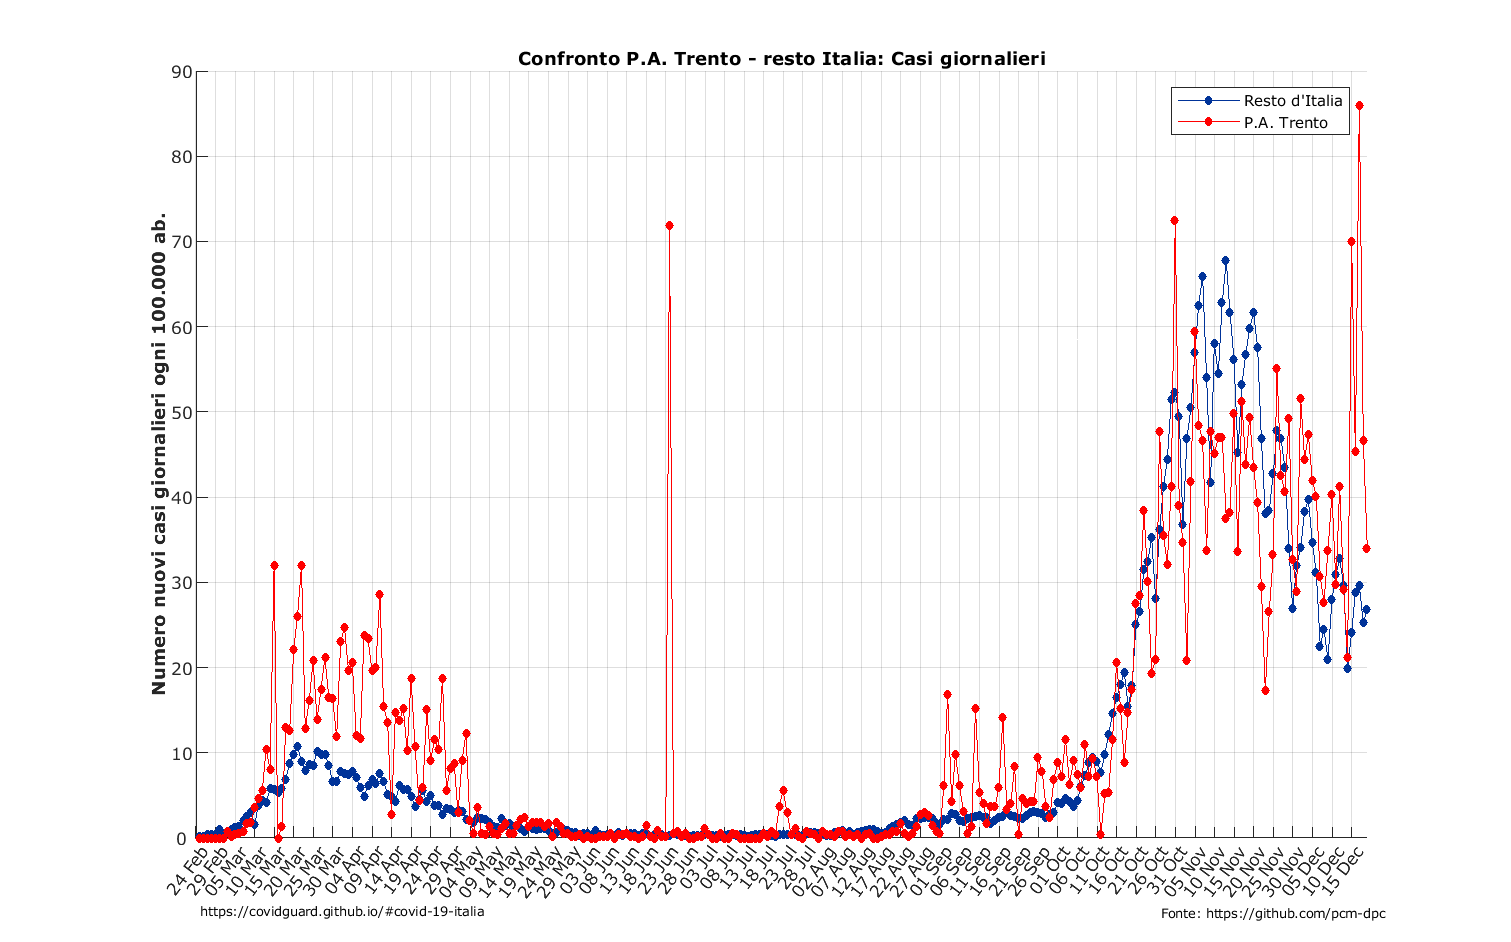 Confronto P.A. Trento - resto Italia: Casi giornalieri
Numero nuovi casi giornalieri ogni 100.000 ab.
90
80
70
60
50
40
30
20
10
0
Resto d'Italia
P.A. Trento
24 Feb
29 Feb
05 Mar
10 Mar
15 Mar
20 Mar
25 Mar
30 Mar
04 Apr
09 Apr
14 Apr
19 Apr
24 Apr
29 Apr
04 May
09 May
14 May
19 May
24 May
29 May
03 Jun
08 Jun
13 Jun
18 Jun
23 Jun
28 Jun
03 Jul
08 Jul
13 Jul
18 Jul
23 Jul
28 Jul
02 Aug
07 Aug
12 Aug
17 Aug
22 Aug
27 Aug
01 Sep
06 Sep
11 Sep
16 Sep
21 Sep
26 Sep
01 Oct
06 Oct
11 Oct
16 Oct
21 Oct
26 Oct
31 Oct
05 Nov
10 Nov
15 Nov
20 Nov
25 Nov
30 Nov
05 Dec
10 Dec
15 Dec
https://covidguard.github.io/#covid-19-italia
Fonte: https://github.com/pcm-dpc